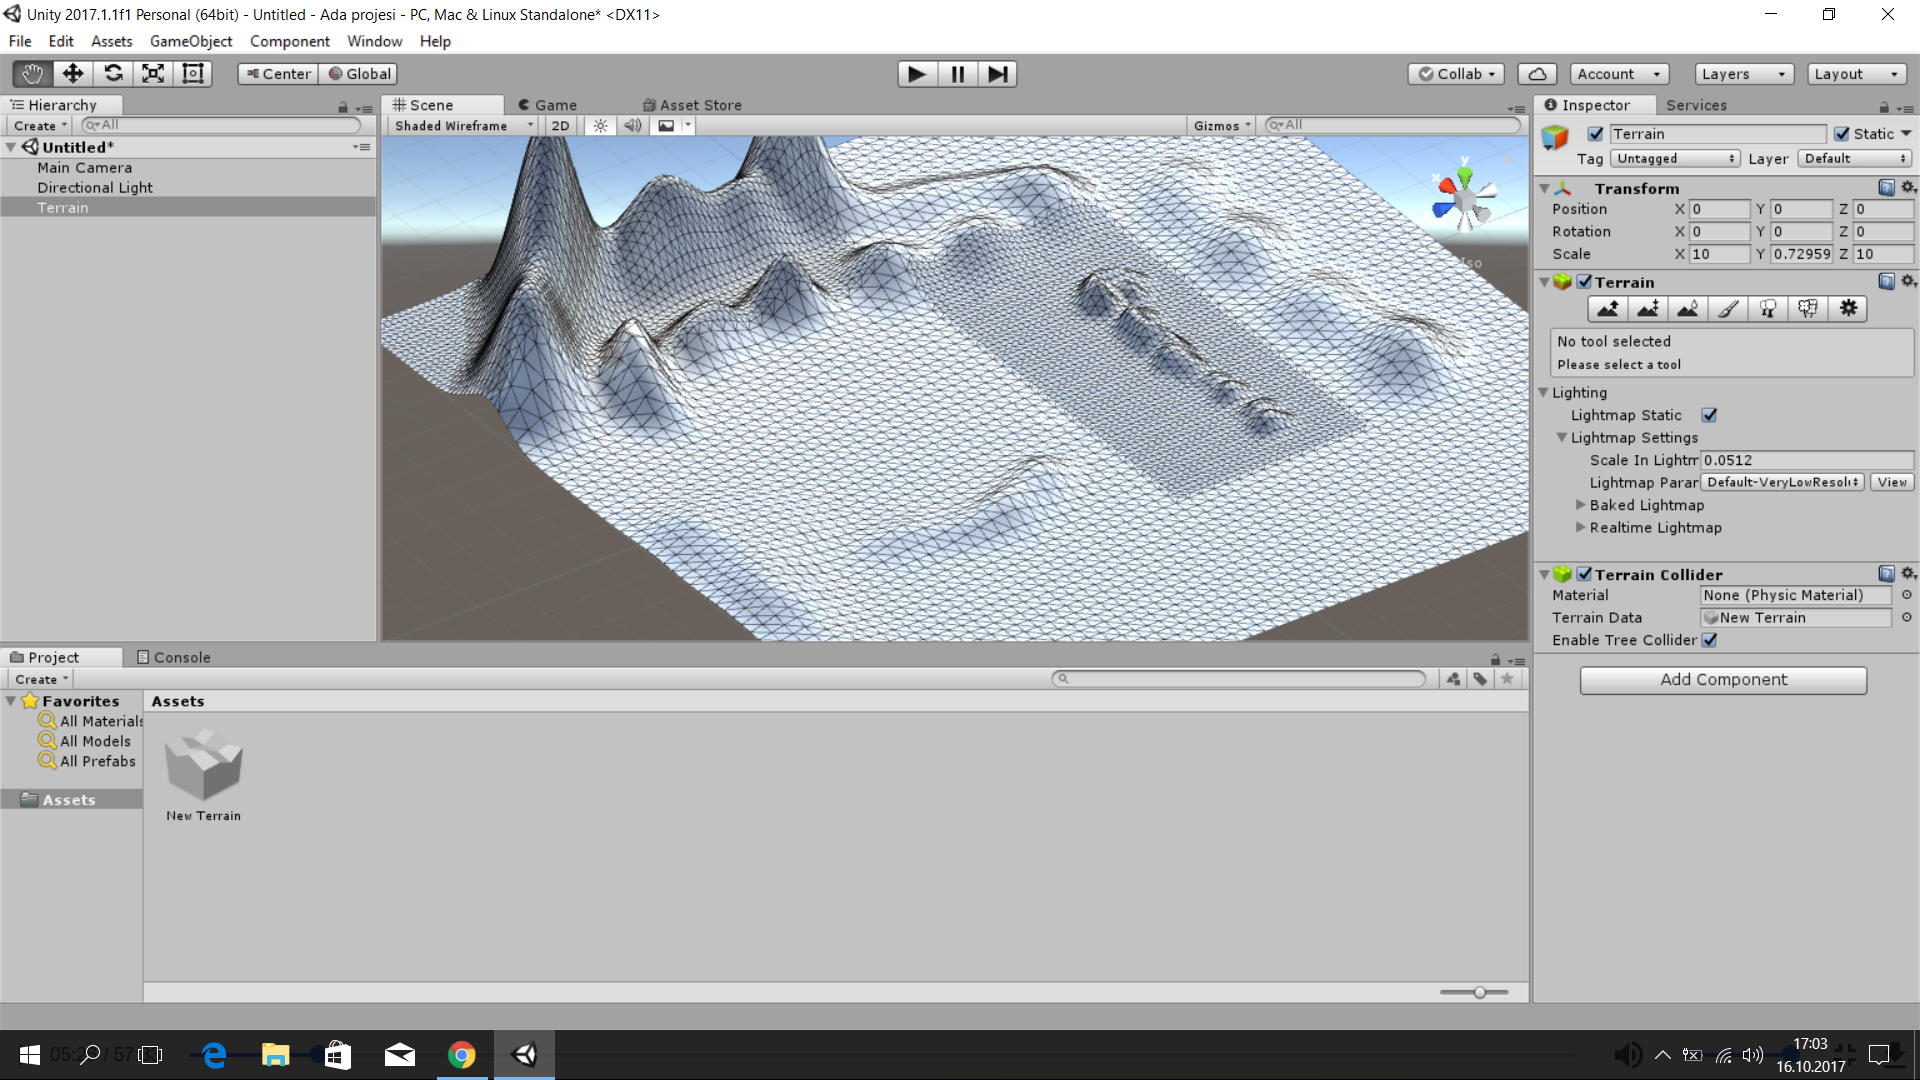 Unity 2017.1.1f1 Personal (64bit) - Untitled - Ada projesi - PC, Mac & Linux Standalone* <DX11>
File Edit Assets GameObject Component Window Help
Center Global Collab Account Layers Layout
Hierarchy
Create All
Untitled*
Main Camera
Directional Light
Terrain
Scene Game Asset Store
Shaded Wireframe 2D Gizmos All
y
x
Iso
Inspector Services
Terrain Static
Tag Untagged Layer Default
Transform
Position X 0 Y 0 Z 0
Rotation X 0 Y 0 Z 0
Scale X 10 Y 0.72959 Z 10
Terrain
No tool selected
Please select a tool
Lighting
Lightmap Static
Lightmap Settings
Scale In Lightm 0.0512
Lightmap Parar Default-VeryLowResolu View
Baked Lightmap
Realtime Lightmap
Terrain Collider
Material None (Physic Material)
Terrain Data New Terrain
Enable Tree Collider
Add Component
Project Console
Create
Favorites
All Materials
All Models
All Prefabs
Assets
Assets
New Terrain
17:03
16.10.2017